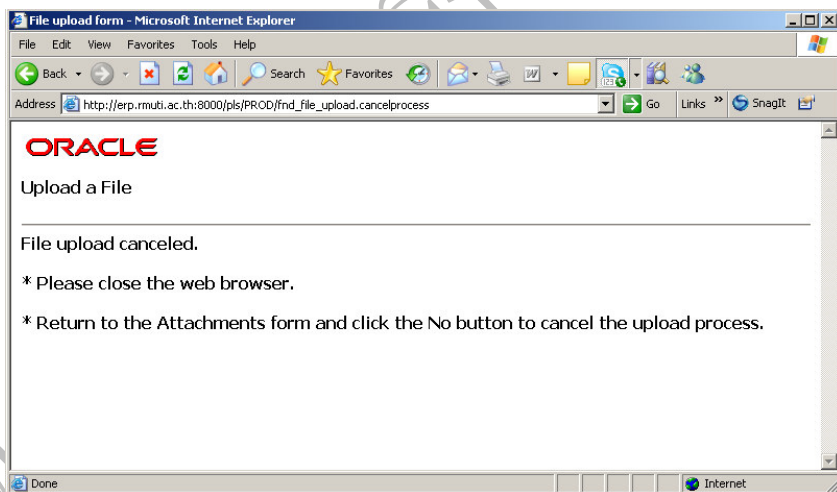 File upload form - Microsoft Internet Explorer
File Edit View Favorites Tools Help
Back Search Favorites
Address http://erp.rmuti.ac.th:8000/pls/PROD/fnd_file_upload.cancelprocess Go Links » SnagIt
ORACLE
Upload a File
File upload canceled.
* Please close the web browser.
* Return to the Attachments form and click the No button to cancel the upload process.
Done Internet